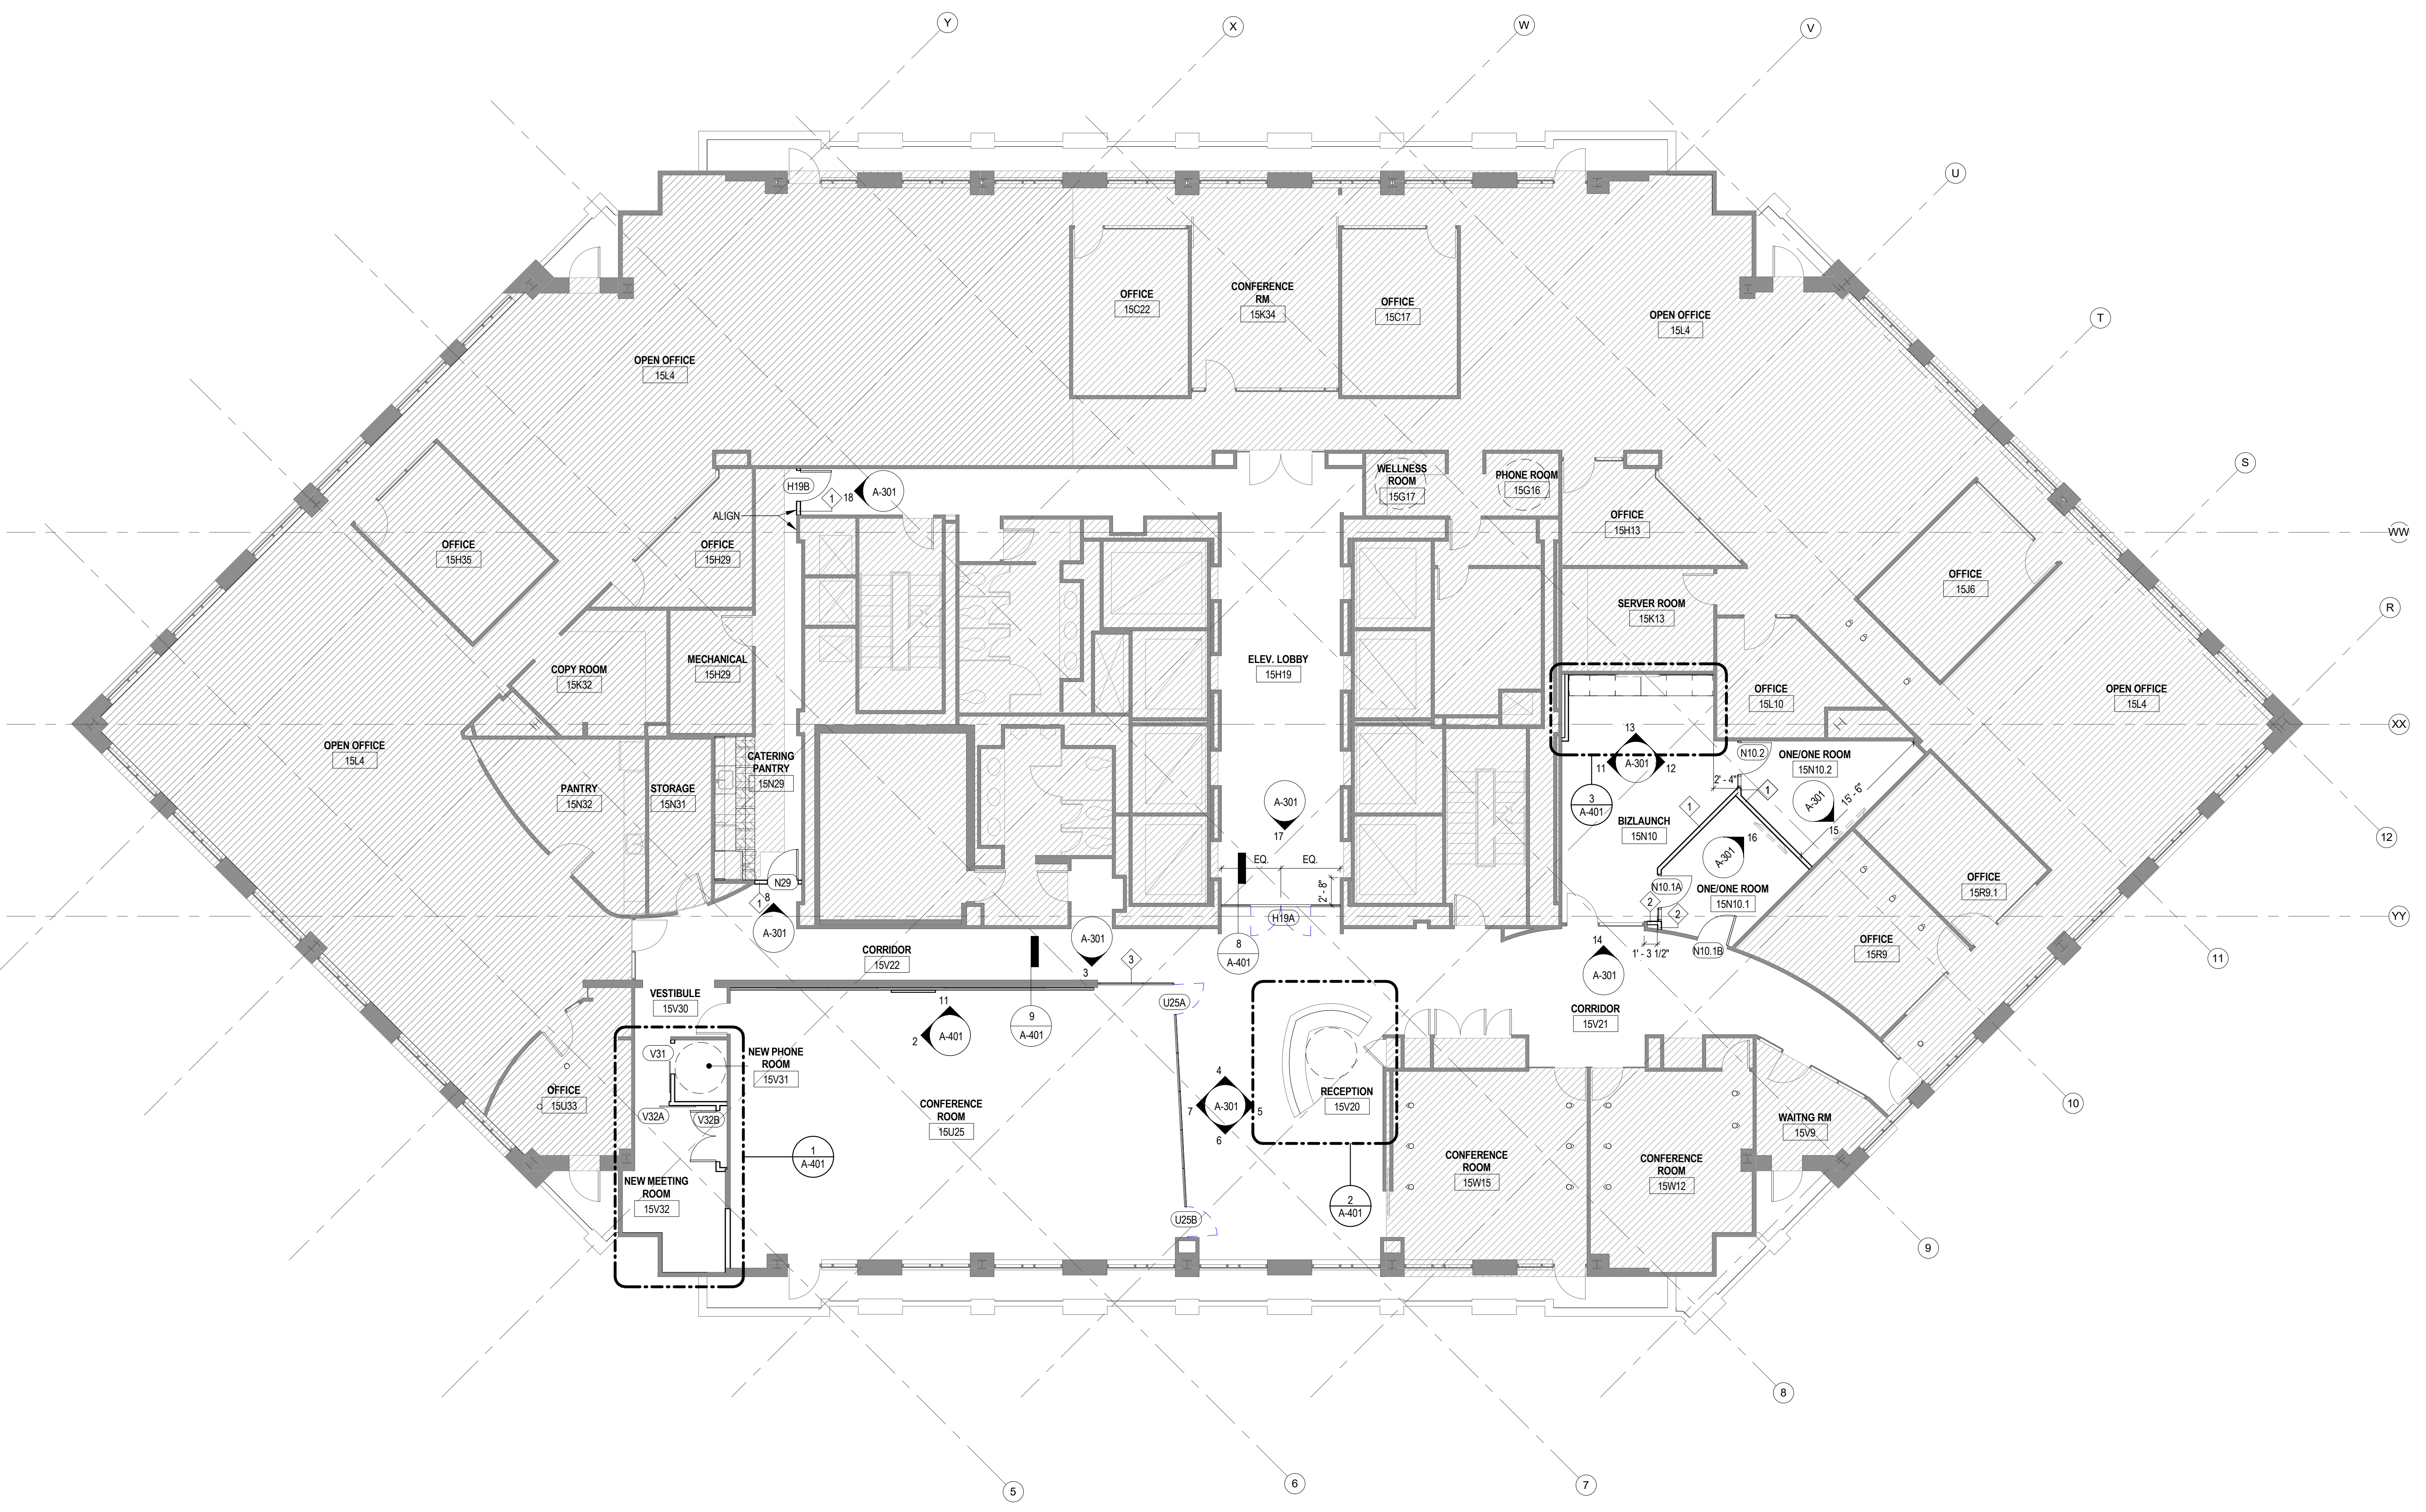 Y
X
W
V
U
T
S
WW
R
XX
12
YY
11
10
9
8
7
6
5
OFFICE
15C22
CONFERENCE
RM
15K34
OFFICE
15C17
OPEN OFFICE
15L4
OPEN OFFICE
15L4
WELLNESS
ROOM
15G17
PHONE ROOM
15G16
H19B
1
18
A-301
ALIGN
OFFICE
15H35
OFFICE
15H29
OFFICE
15H13
OFFICE
15J6
SERVER ROOM
15K13
COPY ROOM
15K32
MECHANICAL
15H29
ELEV. LOBBY
15H19
OFFICE
15L10
OPEN OFFICE
15L4
OPEN OFFICE
15L4
CATERING
PANTRY
15N29
PANTRY
15N32
STORAGE
15N31
13
11
A-301
12
3
A-401
N10.2
ONE/ONE ROOM
15N10.2
2' - 4"
1
1
A-301
15
15' - 6"
BIZLAUNCH
15N10
A-301
16
A-301
17
EQ.
EQ.
2' - 8"
H19A
8
A-401
N29
1
8
A-301
N10.1A
ONE/ONE ROOM
15N10.1
2
2
1' - 3 1/2"
N10.1B
OFFICE
15R9.1
OFFICE
15R9
CORRIDOR
15V22
A-301
3
3
14
A-301
VESTIBULE
15V30
U25A
11
2
A-401
9
A-401
CORRIDOR
15V21
V31
NEW PHONE
ROOM
15V31
OFFICE
15U33
V32A
V32B
CONFERENCE
ROOM
15U25
4
7
A-301
5
6
RECEPTION
15V20
WAITNG RM
15V9
1
A-401
CONFERENCE
ROOM
15W15
CONFERENCE
ROOM
15W12
NEW MEETING
ROOM
15V32
2
A-401
U25B